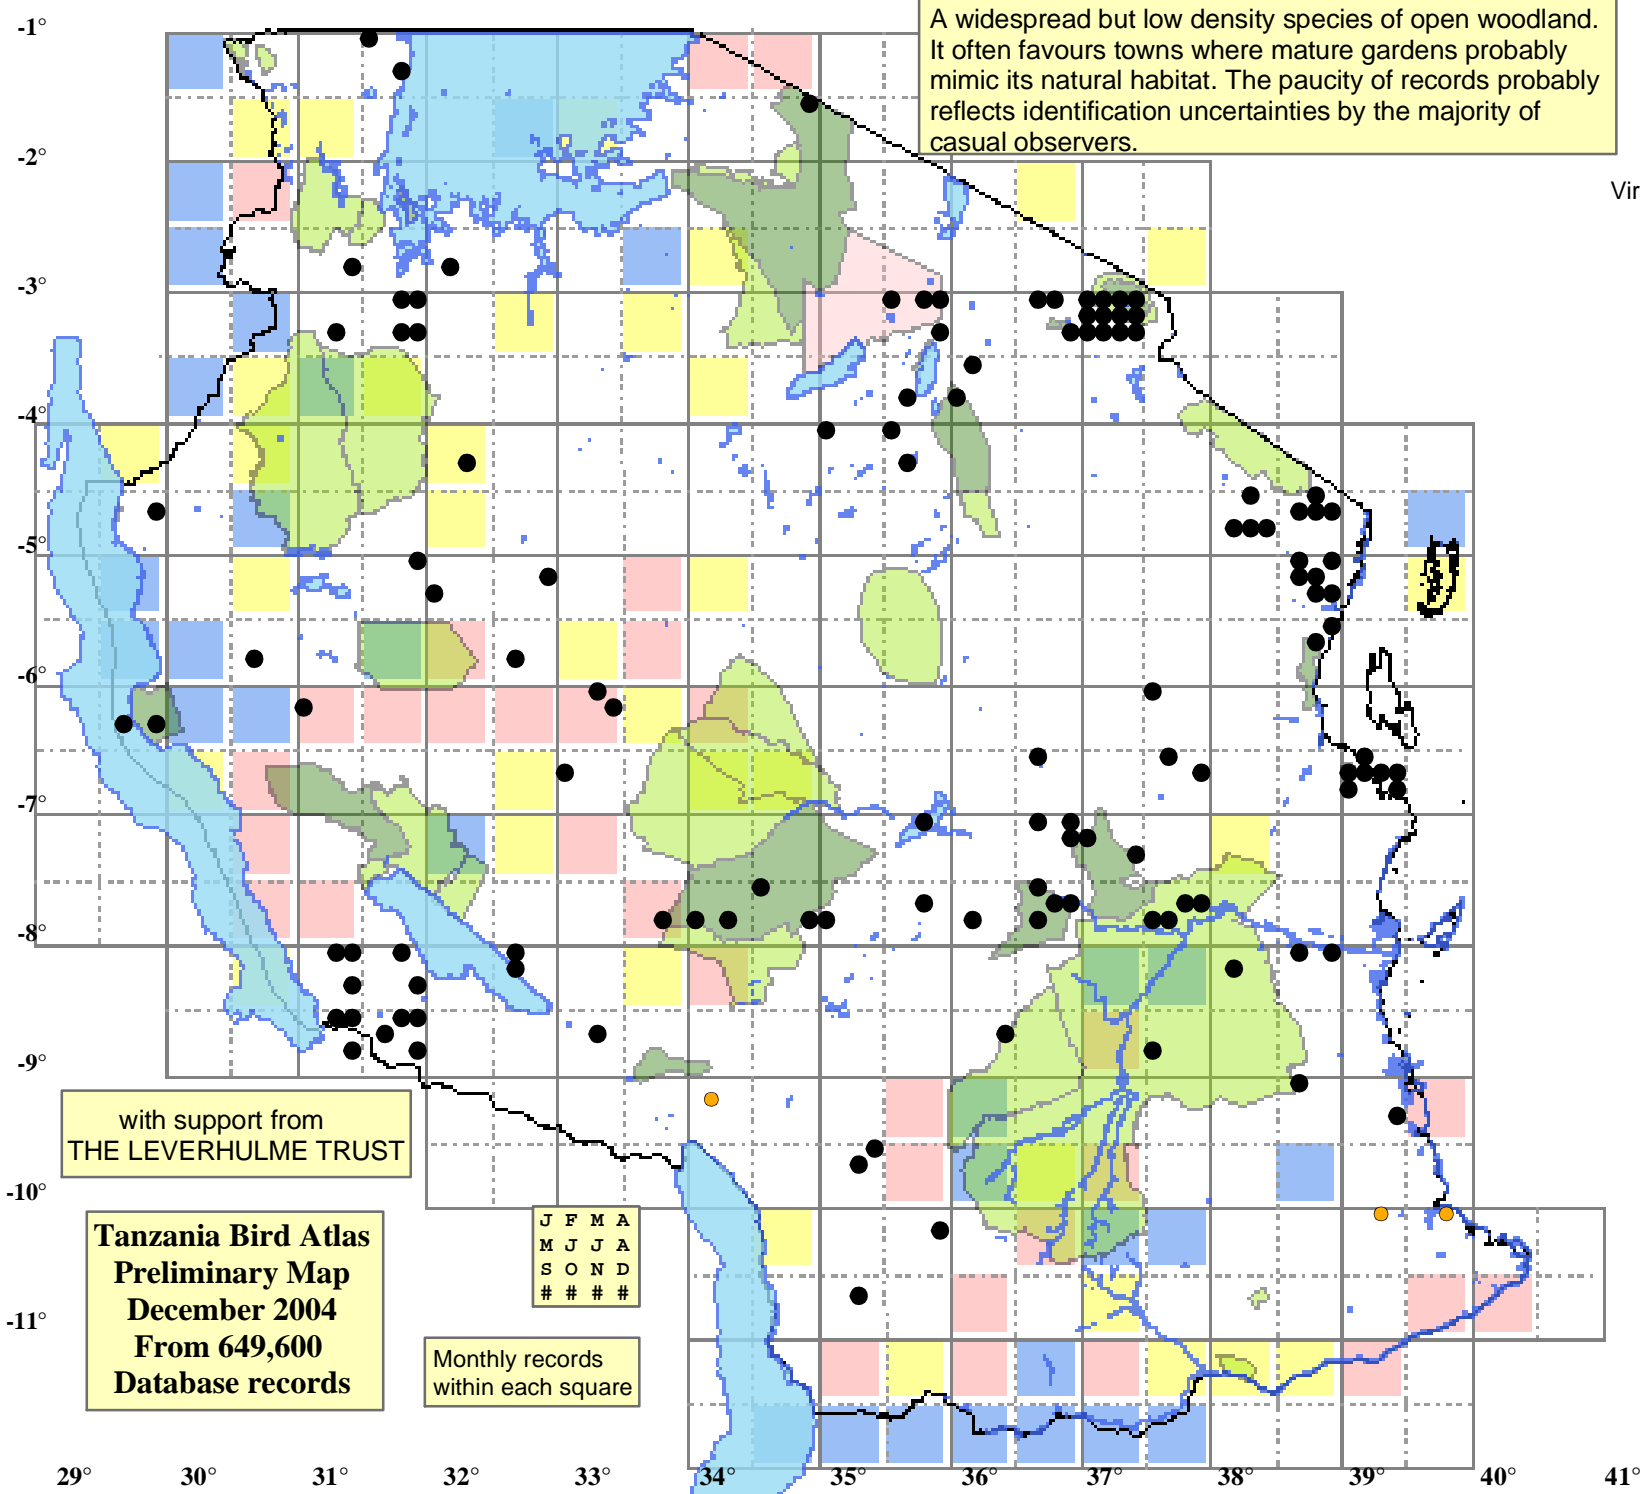 A widespread but low density species of open woodland.
It often favours towns where mature gardens probably
mimic its natural habitat. The paucity of records probably
reflects identification uncertainties by the majority of
casual observers.
Vir
-1°
-2°
-3°
-4°
-5°
-6°
-7°
-8°
-9°
-10°
-11°
with support from
THE LEVERHULME TRUST
Tanzania Bird Atlas
Preliminary Map
December 2004
From 649,600
Database records
J F M A
M J J A
S O N D
# # # #
Monthly records
within each square
29° 30° 31° 32° 33° 34° 35° 36° 37° 38° 39° 40° 41°